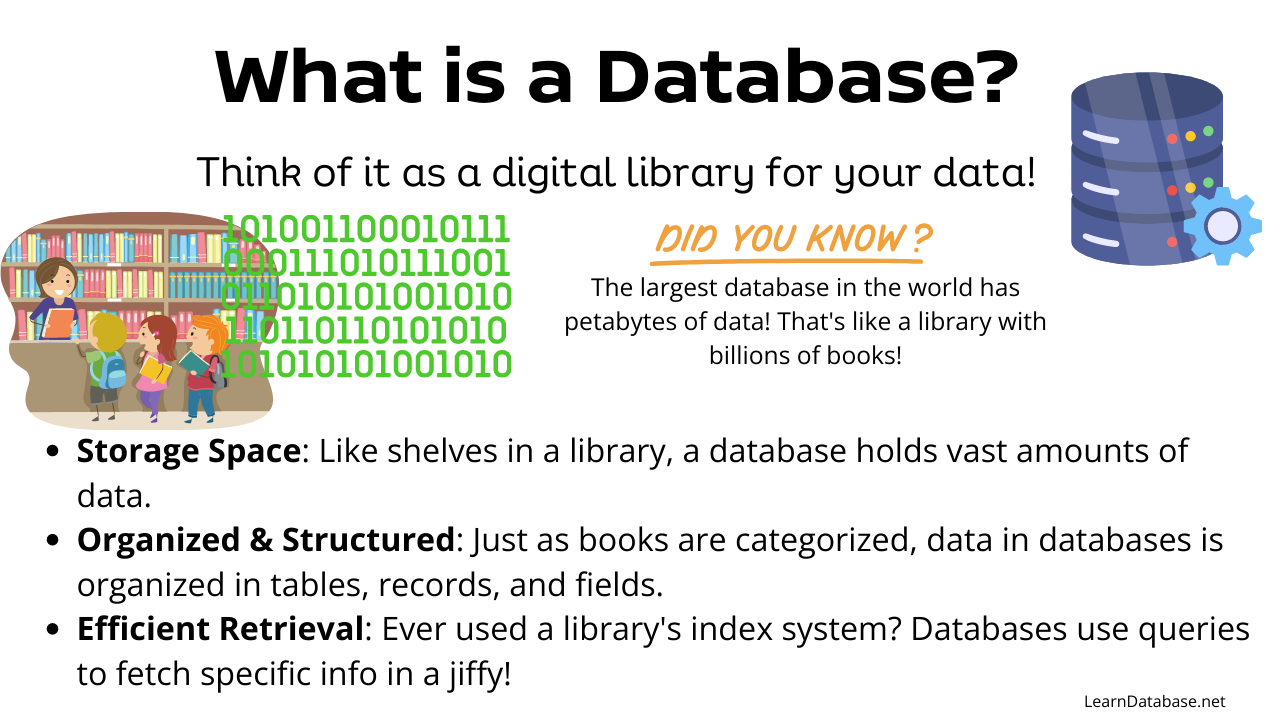 What is a Database?
Think of it as a digital library for your data!
101001100010111
000111010111001
011010101001010
110110110101010
101010101001010
DID YOU KNOW?
The largest database in the world has
petabytes of data! That's like a library with
billions of books!
• Storage Space: Like shelves in a library, a database holds vast amounts of
data.
• Organized & Structured: Just as books are categorized, data in databases is
organized in tables, records, and fields.
• Efficient Retrieval: Ever used a library's index system? Databases use queries
to fetch specific info in a jiffy!
LearnDatabase.net